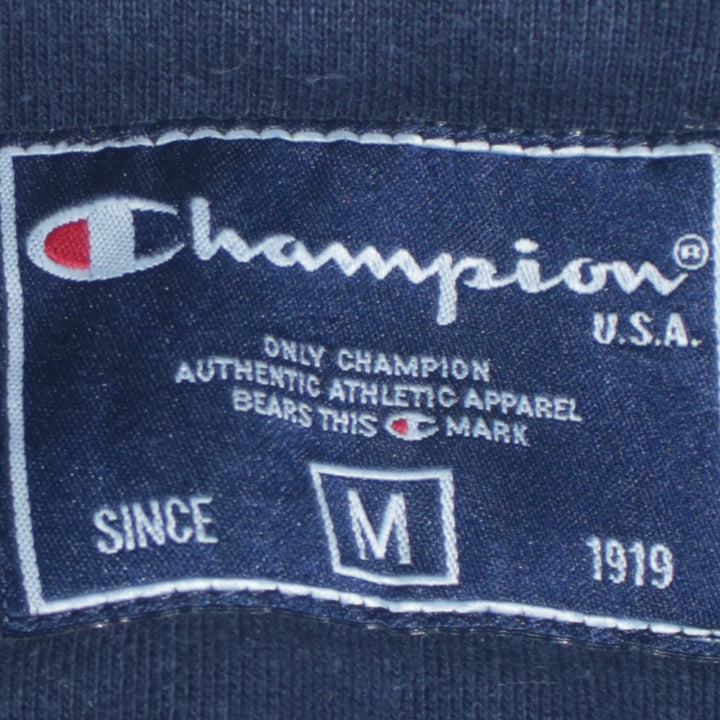 Champion®
U.S.A.
ONLY CHAMPION
AUTHENTIC ATHLETIC APPAREL
BEARS THIS C MARK
SINCE M 1919